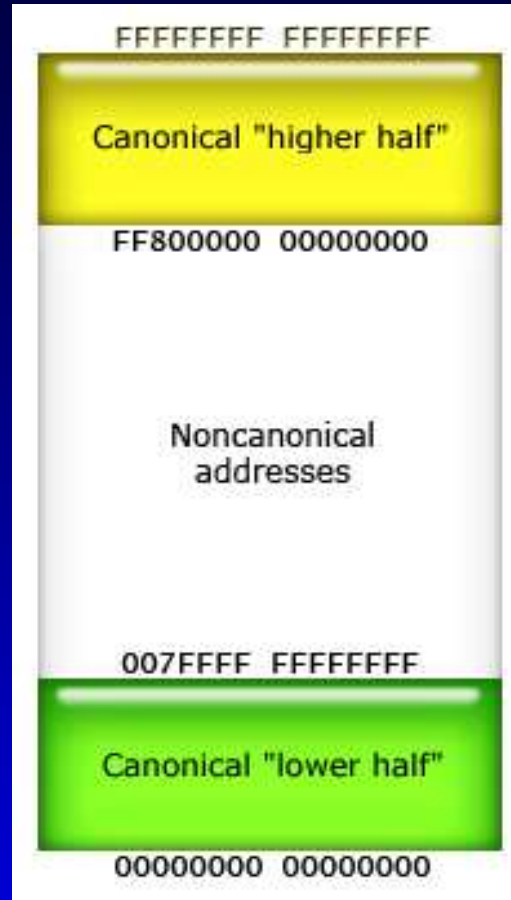 FFFFFFFF FFFFFFFF
Canonical "higher half"
FF800000 00000000
Noncanonical
addresses
007FFFF FFFFFFFF
Canonical "lower half"
00000000 00000000